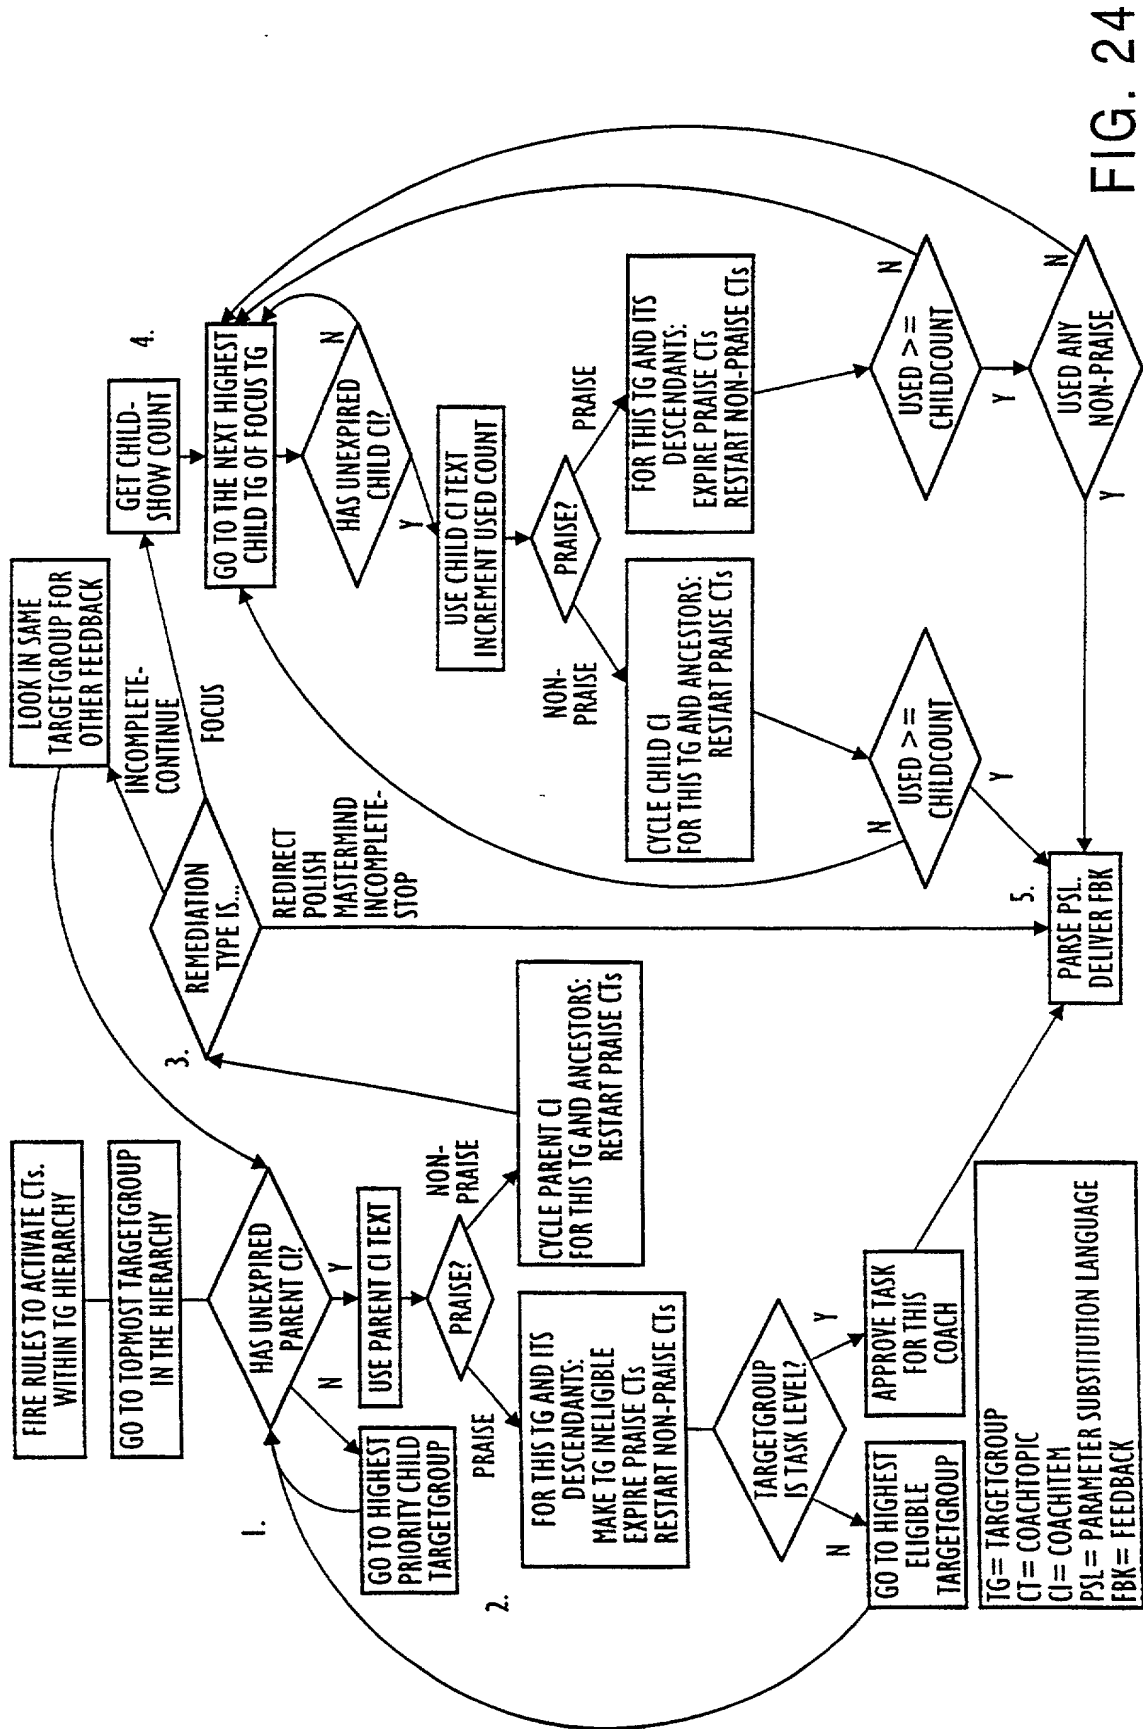 FIRE RULES TO ACTIVATE CTs.
WITHIN TG HIERARCHY
GO TO TOPMOST TARGETGROUP
IN THE HIERARCHY
1.
HAS UNEXPIRED
PARENT CI?
N
Y
GO TO HIGHEST
PRIORITY CHILD
TARGETGROUP
USE PARENT CI TEXT
2.
PRAISE?
PRAISE
NON-
PRAISE
FOR THIS TG AND ITS
DESCENDANTS:
MAKE TG INELIGIBLE
EXPIRE PRAISE CTs
RESTART NON-PRAISE CTs
CYCLE PARENT CI
FOR THIS TG AND ANCESTORS:
RESTART PRAISE CTs
TARGETGROUP
IS TASK LEVEL?
N
Y
GO TO HIGHEST
ELIGIBLE
TARGETGROUP
APPROVE TASK
FOR THIS
COACH
TG= TARGETGROUP
CT= COACHTOPIC
CI= COACHITEM
PSL= PARAMETER SUBSTITUTION LANGUAGE
FBK= FEEDBACK
3.
REMEDIATION
TYPE IS...
LOOK IN SAME
TARGETGROUP FOR
OTHER FEEDBACK
INCOMPLETE-
CONTINUE
FOCUS
REDIRECT
POLISH
MASTERMIND
INCOMPLETE-
STOP
4.
GET CHILD-
SHOW COUNT
GO TO THE NEXT HIGHEST
CHILD TG OF FOCUS TG
HAS UNEXPIRED
CHILD CI?
N
Y
USE CHILD CI TEXT
INCREMENT USED COUNT
PRAISE?
NON-
PRAISE
PRAISE
CYCLE CHILD CI
FOR THIS TG AND ANCESTORS:
RESTART PRAISE CTs
FOR THIS TG AND ITS
DESCENDANTS:
EXPIRE PRAISE CTs
RESTART NON-PRAISE CTs
USED >=
CHILDCOUNT
N
Y
USED >=
CHILDCOUNT
N
Y
USED ANY
NON-PRAISE
N
Y
5.
PARSE PSL.
DELIVER FBK
FIG. 24